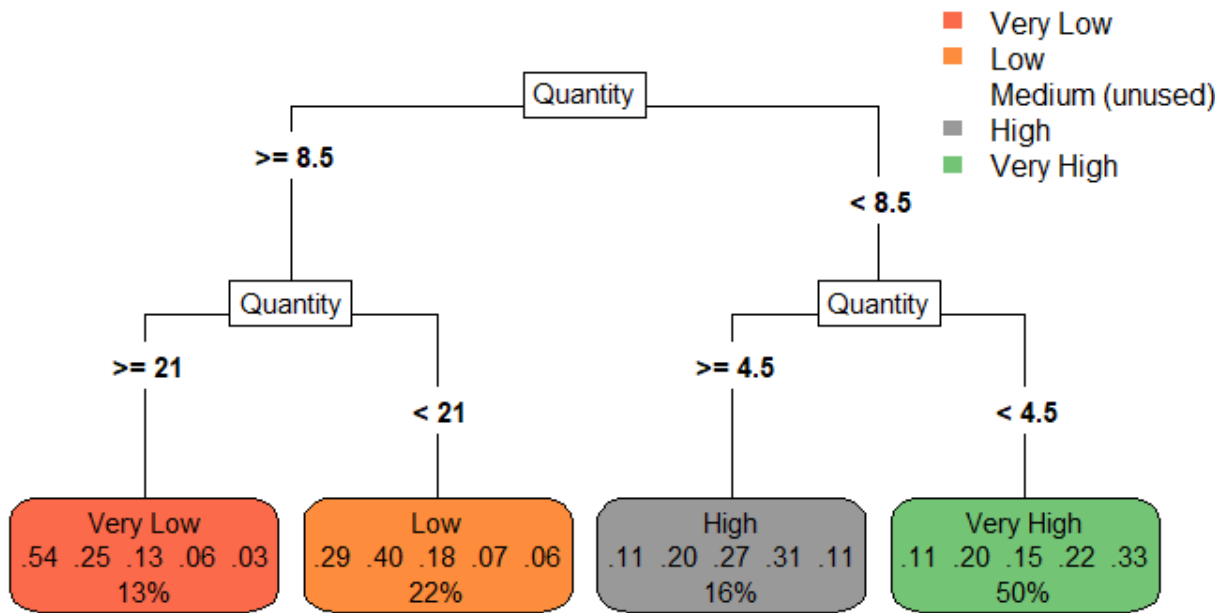 Very Low
Low
Medium (unused)
High
Very High
Quantity
>= 8.5
< 8.5
Quantity
Quantity
>= 21
< 21
>= 4.5
< 4.5
Very Low
.54 .25 .13 .06 .03
13%
Low
.29 .40 .18 .07 .06
22%
High
.11 .20 .27 .31 .11
16%
Very High
.11 .20 .15 .22 .33
50%